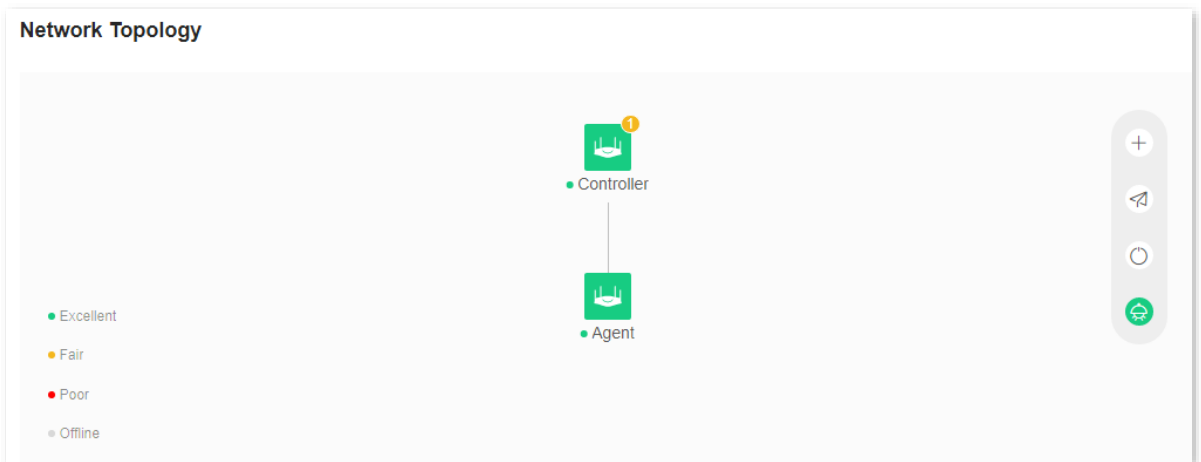 Network Topology
1
Controller
Agent
Excellent
Fair
Poor
Offline